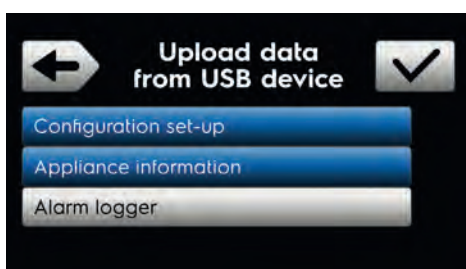 Upload data
from USB device
Configuration set-up
Appliance information
Alarm logger